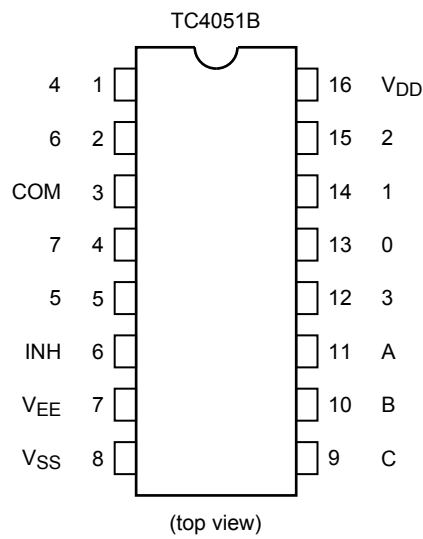 TC4051B
4 1 16 VDD
6 2 15 2
COM 3 14 1
7 4 13 0
5 5 12 3
INH 6 11 A
VEE 7 10 B
VSS 8 9 C
(top view)